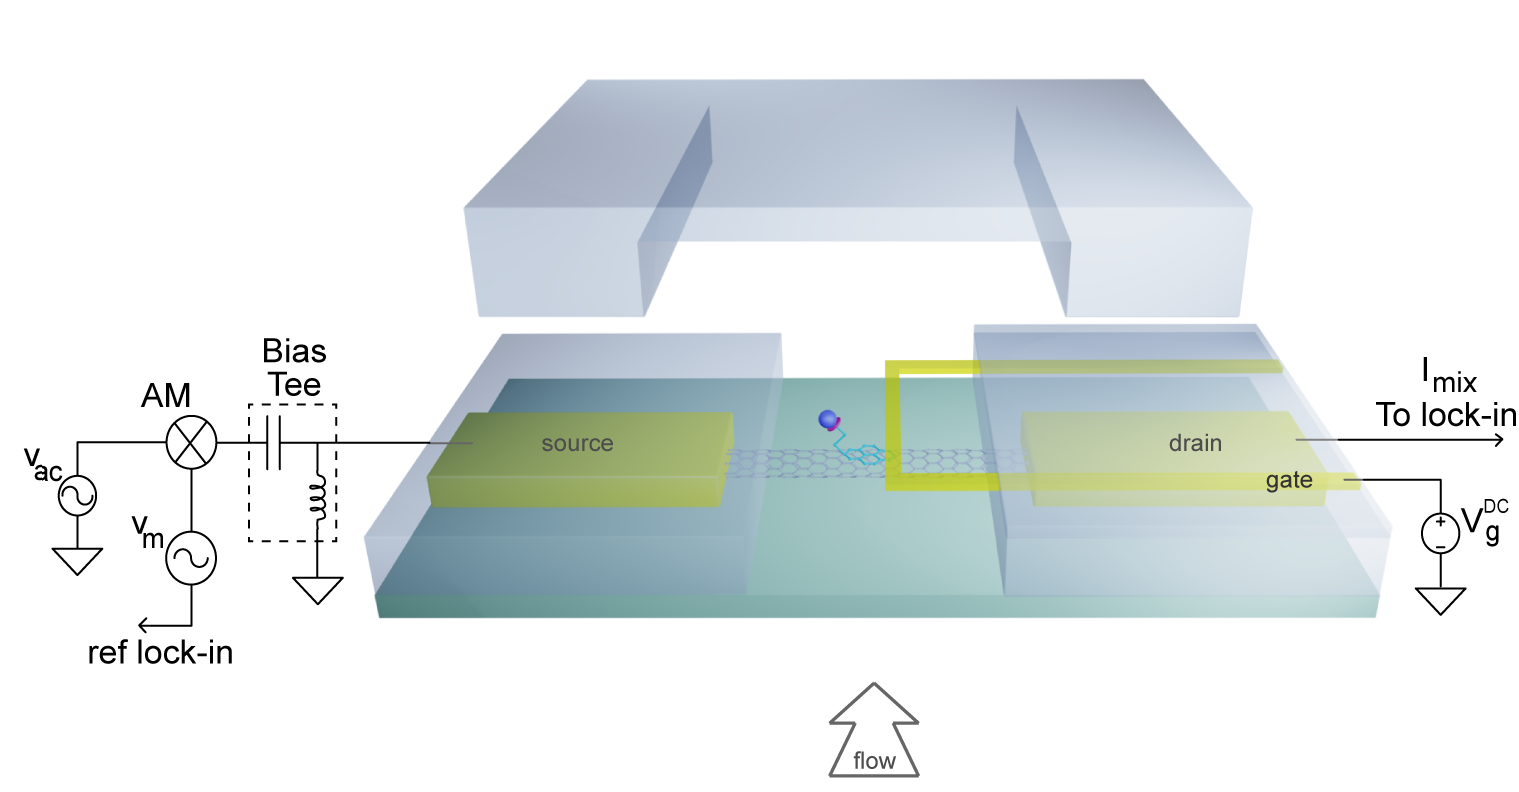 Bias
Tee
AM
vac
vm
ref lock-in
source
drain
gate
Imix
To lock-in
VgDC
+
−
flow